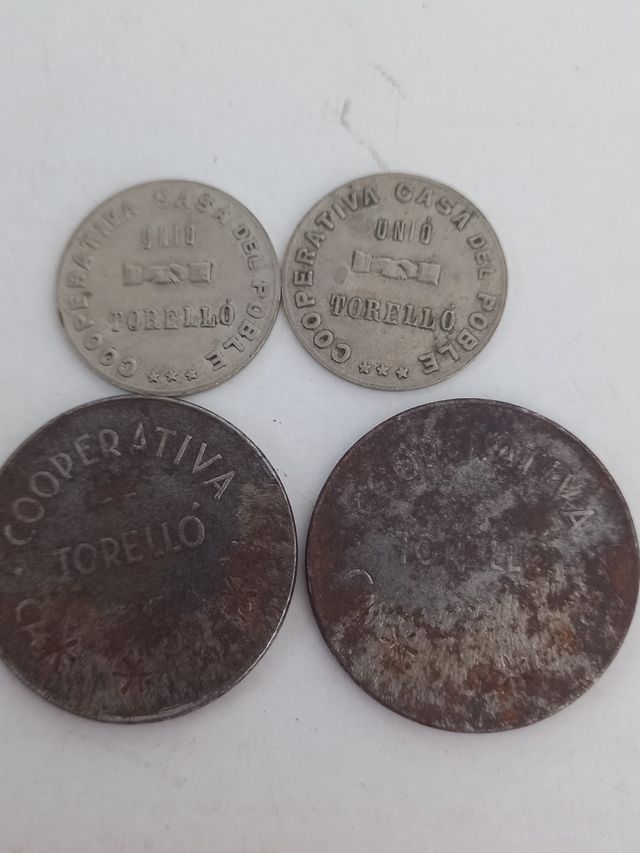 COOPERATIVA CASA DEL POBLE
UNIÓ
TORELLÓ
COOPERATIVA CASA DEL POBLE
UNIÓ
TORELLÓ
COOPERATIVA
TORELLÓ